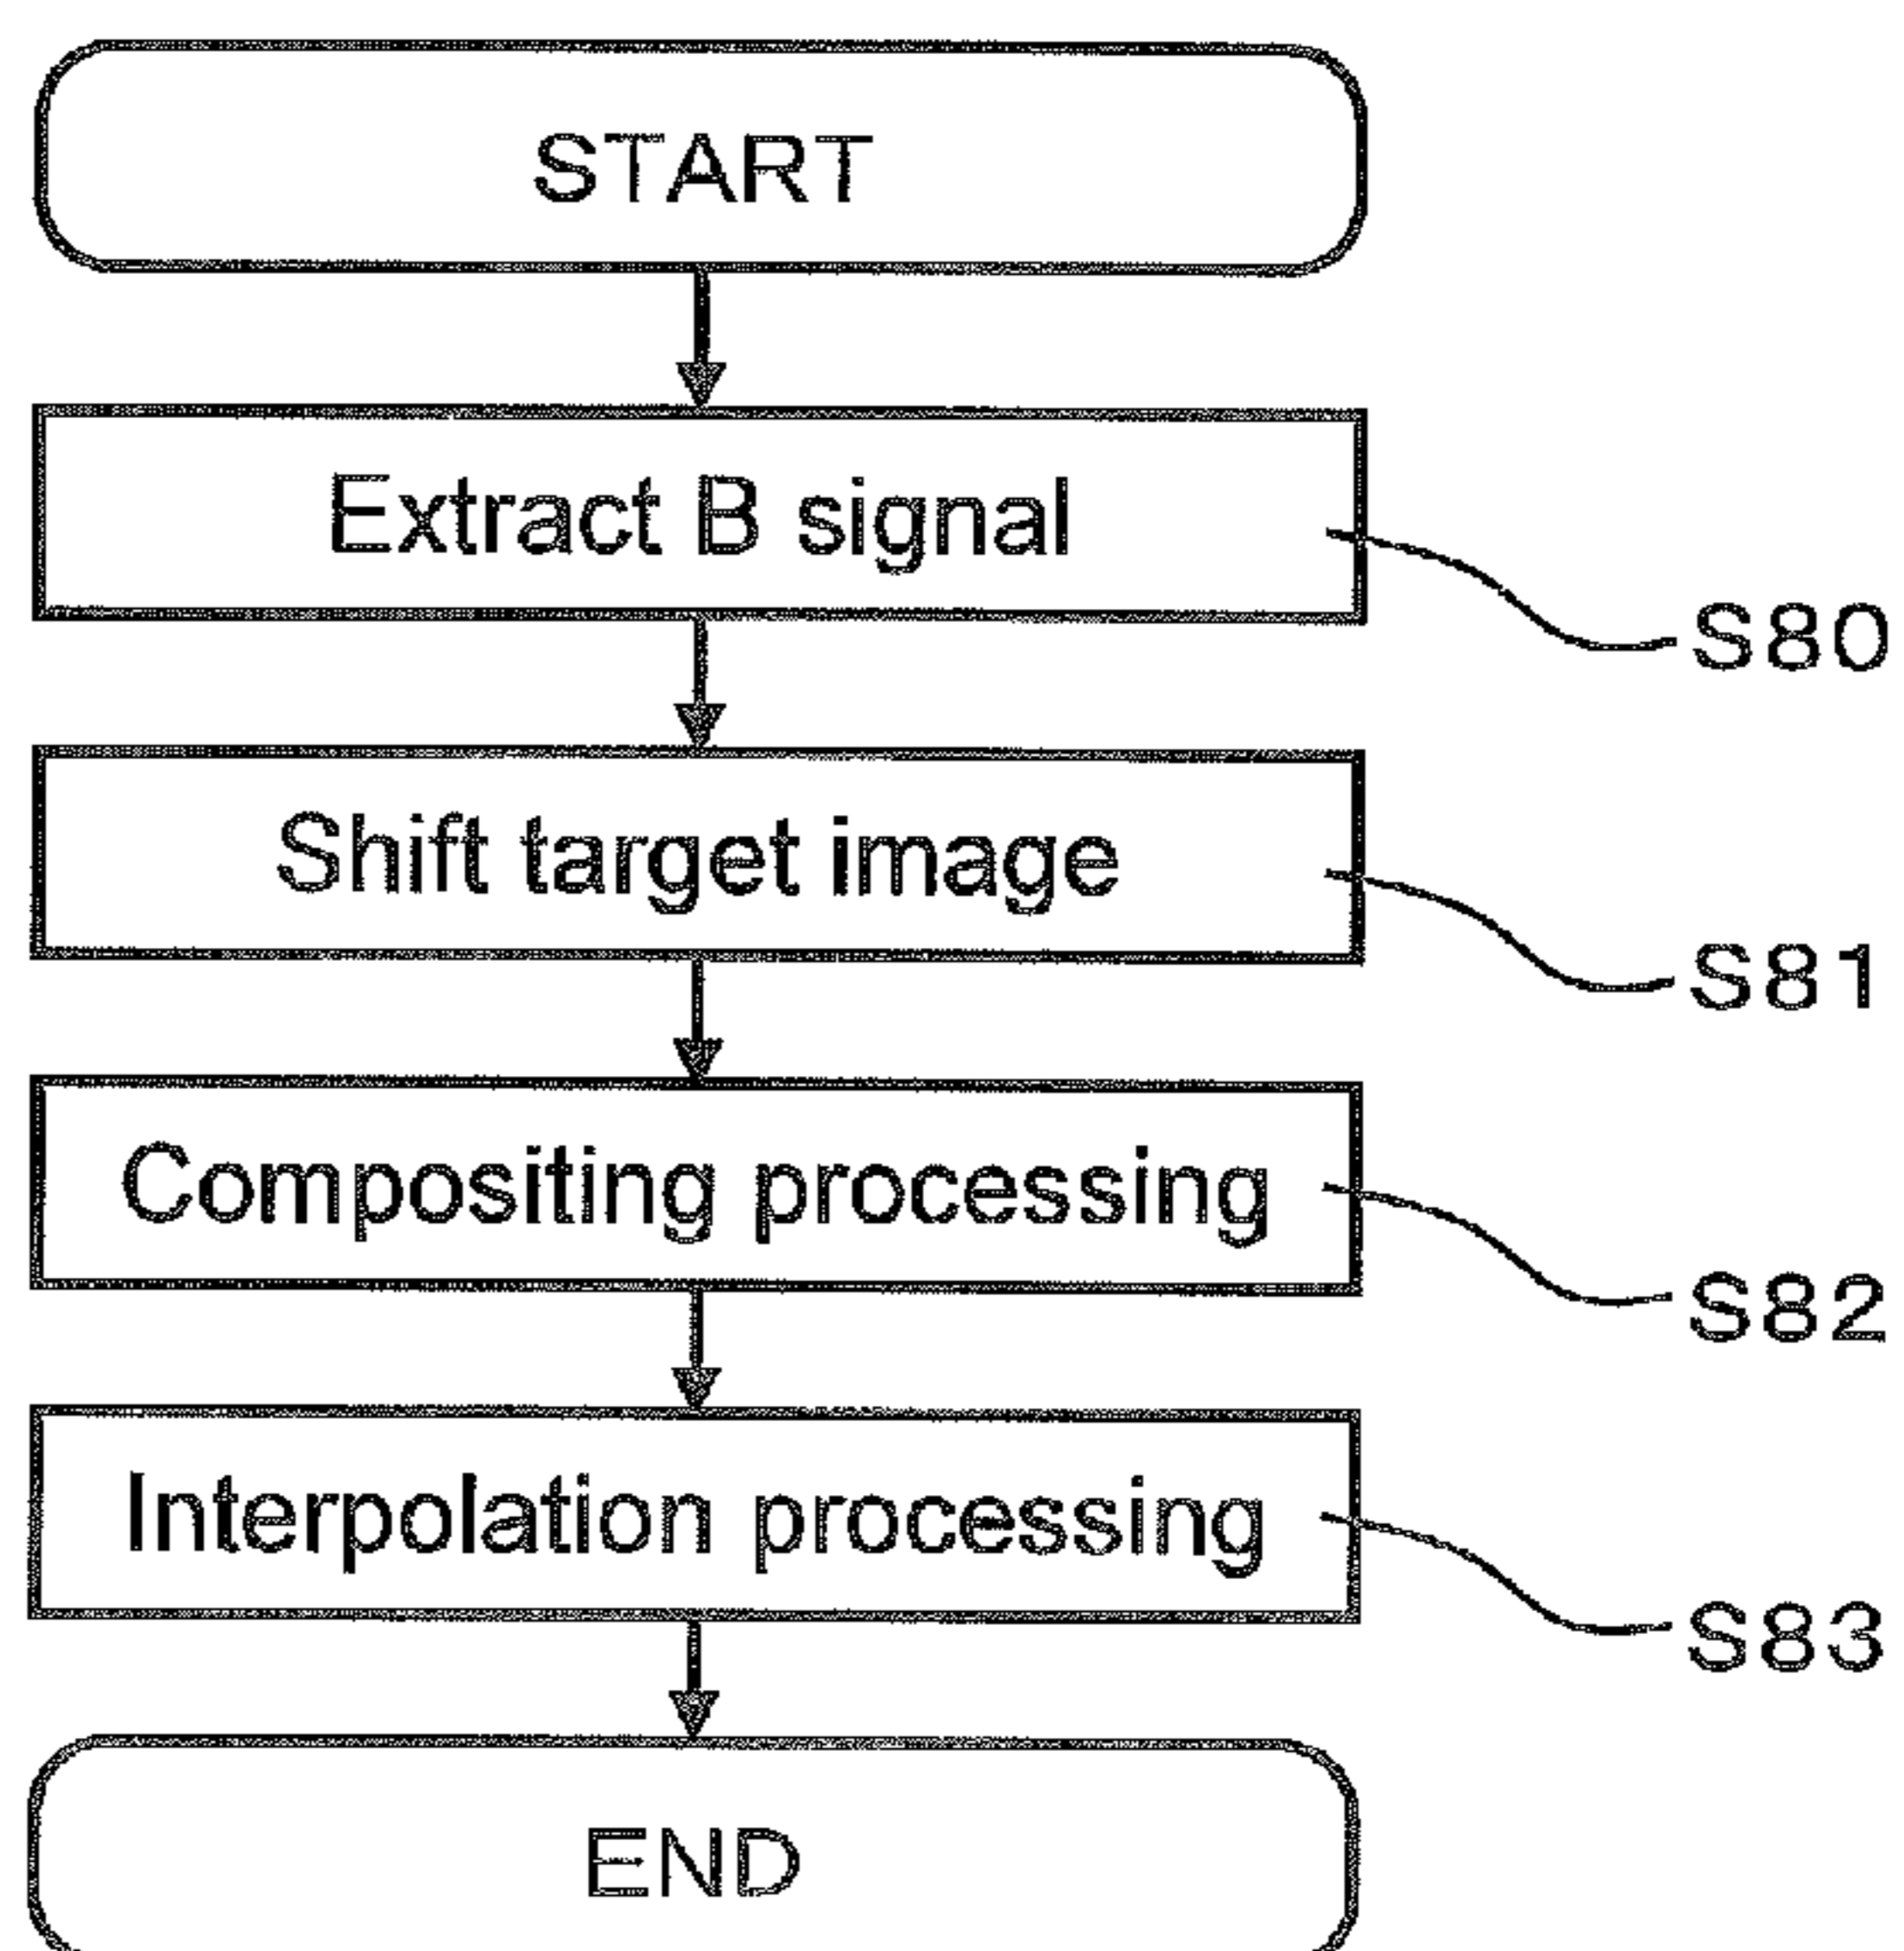 START
Extract B signal
S80
Shift target image
S81
Compositing processing
S82
Interpolation processing
S83
END